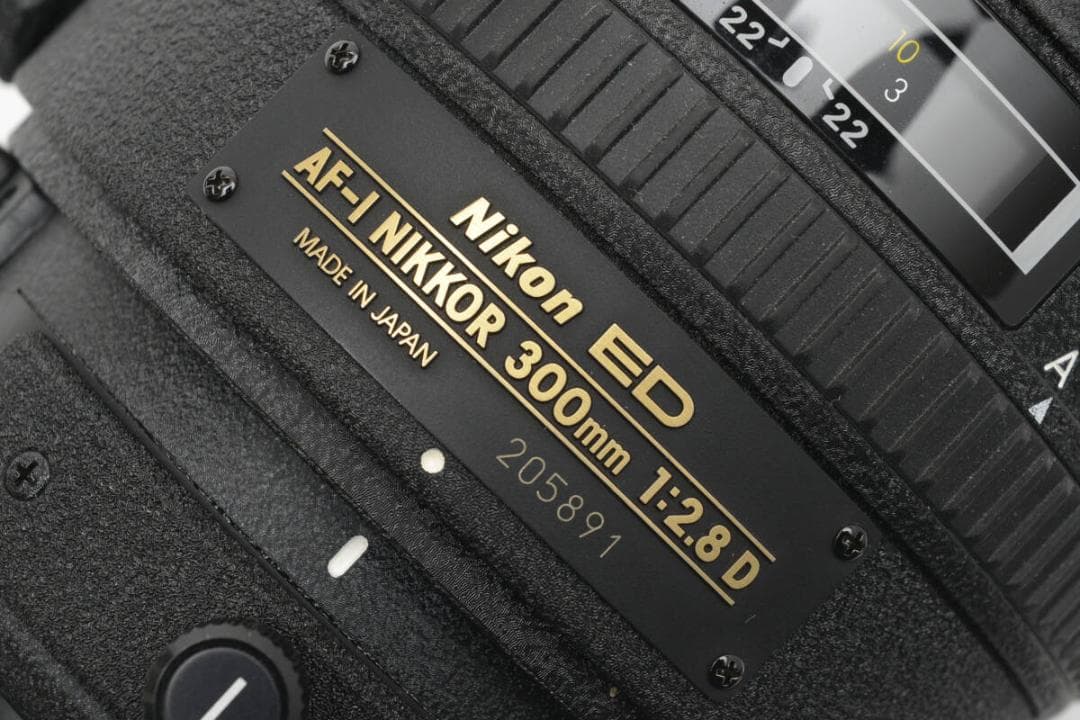 Nikon ED
AF-I NIKKOR 300mm 1:2.8 D
MADE IN JAPAN
205891
22
22
10
3
A